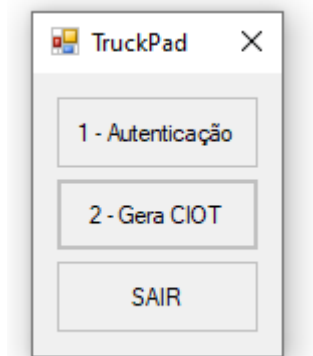 TruckPad
1 - Autenticação
2 - Gera CIOT
SAIR